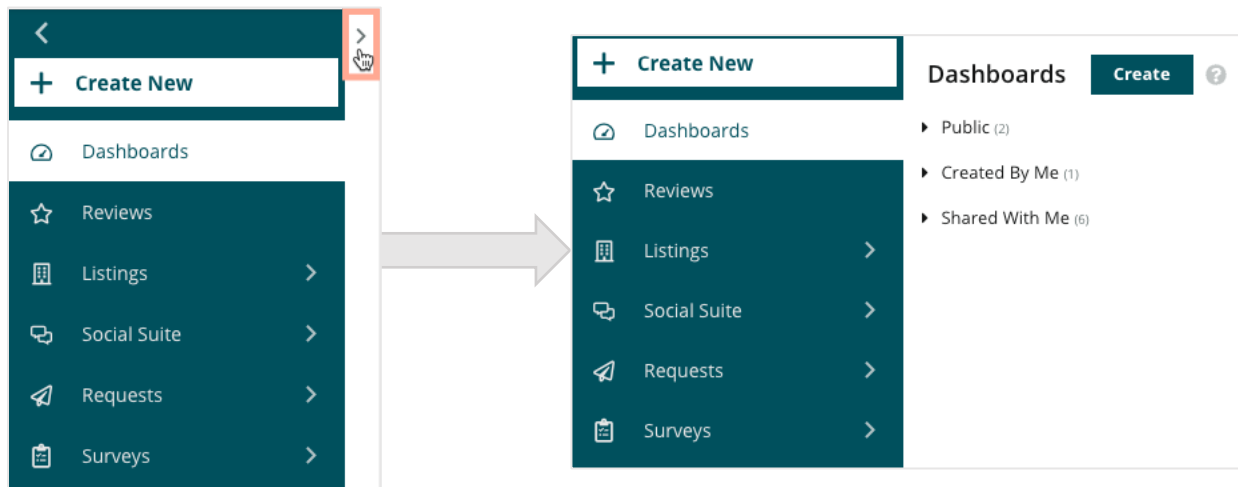 Create New
Dashboards
Reviews
Listings
Social Suite
Requests
Surveys
Create New
Dashboards
Reviews
Listings
Social Suite
Requests
Surveys
Dashboards
Create
?
Public (2)
Created By Me (1)
Shared With Me (6)